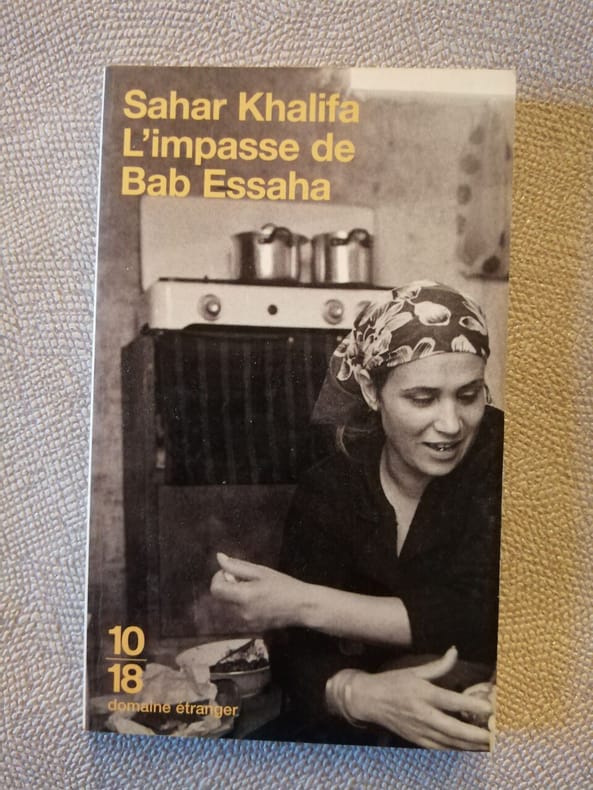 Sahar Khalifa
L'impasse de
Bab Essaha
10
18
domaine étranger